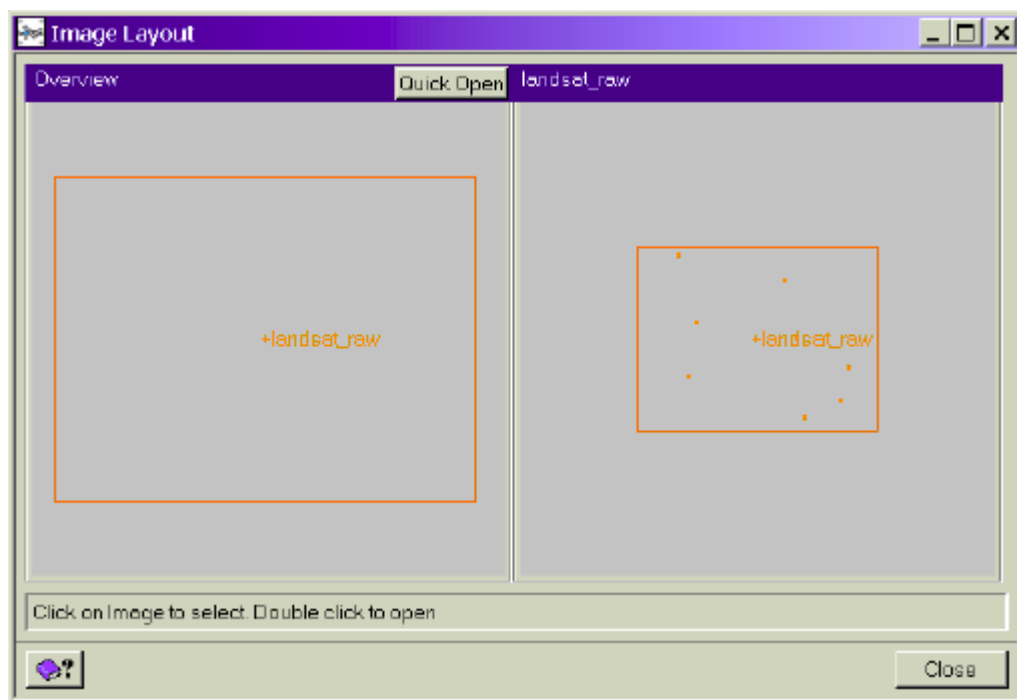 Image Layout
Overview
Quick Open
landsat_raw
+landsat_raw
+landsat_raw
Click on Image to select. Double click to open
?
Close